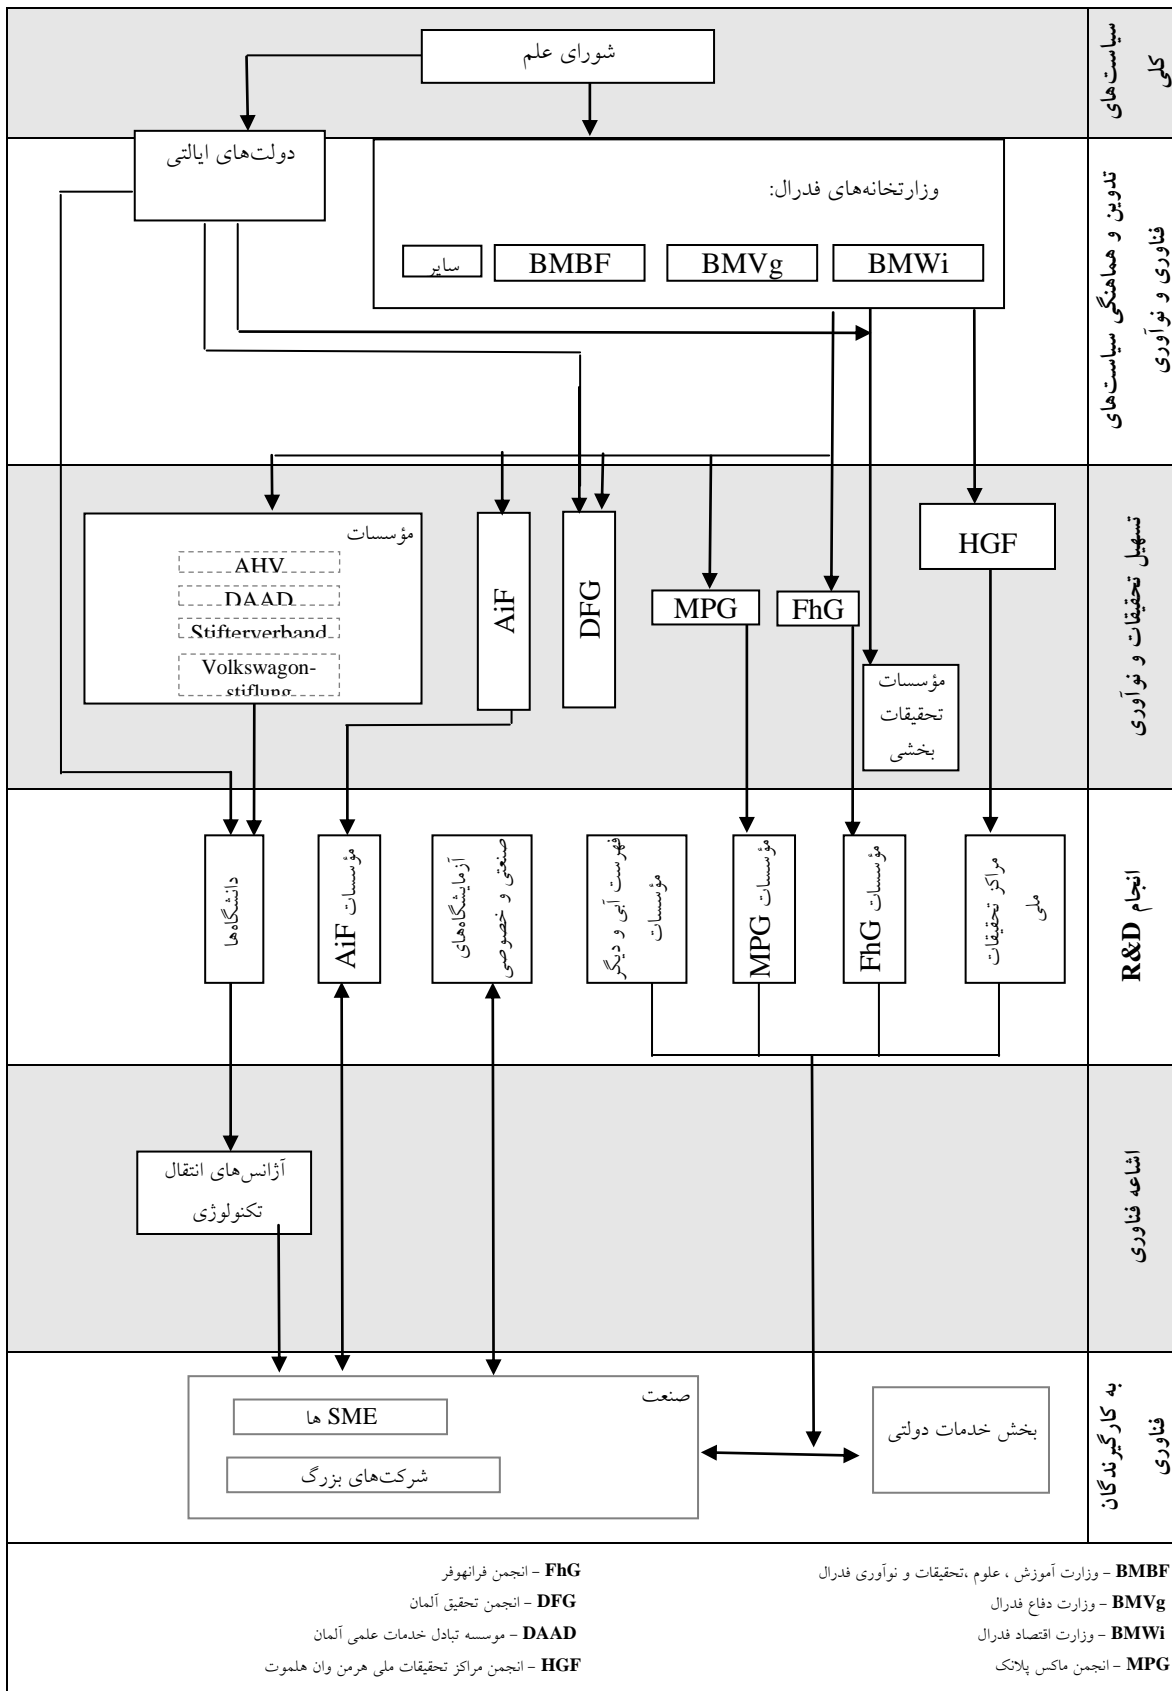 سیاست‌های
کلی
شورای علم
تدوین و هماهنگی سیاست‌های
فناوری و نوآوری
دولت‌های ایالتی
وزارتخانه‌های فدرال:
BMWi
BMVg
BMBF
سایر
تسهیل تحقیقات و نوآوری
HGF
FhG
MPG
DFG
AiF
مؤسسات
AHV
DAAD
Stifterverband
Volkswagon-
stiflung
مؤسسات
تحقیقات
بخشی
انجام R&D
مراکز تحقیقات
ملی
مؤسسات FhG
مؤسسات MPG
فهرست آبی و دیگر
مؤسسات
آزمایشگاه‌های
صنعتی و خصوصی
مؤسسات AiF
دانشگاه‌ها
اشاعه فناوری
آژانس‌های انتقال
تکنولوژی
به کارگیرندگان
فناوری
بخش خدمات دولتی
صنعت
SME ها
شرکت‌های بزرگ
BMBF – وزارت آموزش ، علوم ،تحقیقات و نوآوری فدرال
BMVg – وزارت دفاع فدرال
BMWi – وزارت اقتصاد فدرال
MPG – انجمن ماکس پلانک
FhG – انجمن فرانهوفر
DFG – انجمن تحقیق آلمان
DAAD – موسسه تبادل خدمات علمی آلمان
HGF – انجمن مراکز تحقیقات ملی هرمن وان هلموت